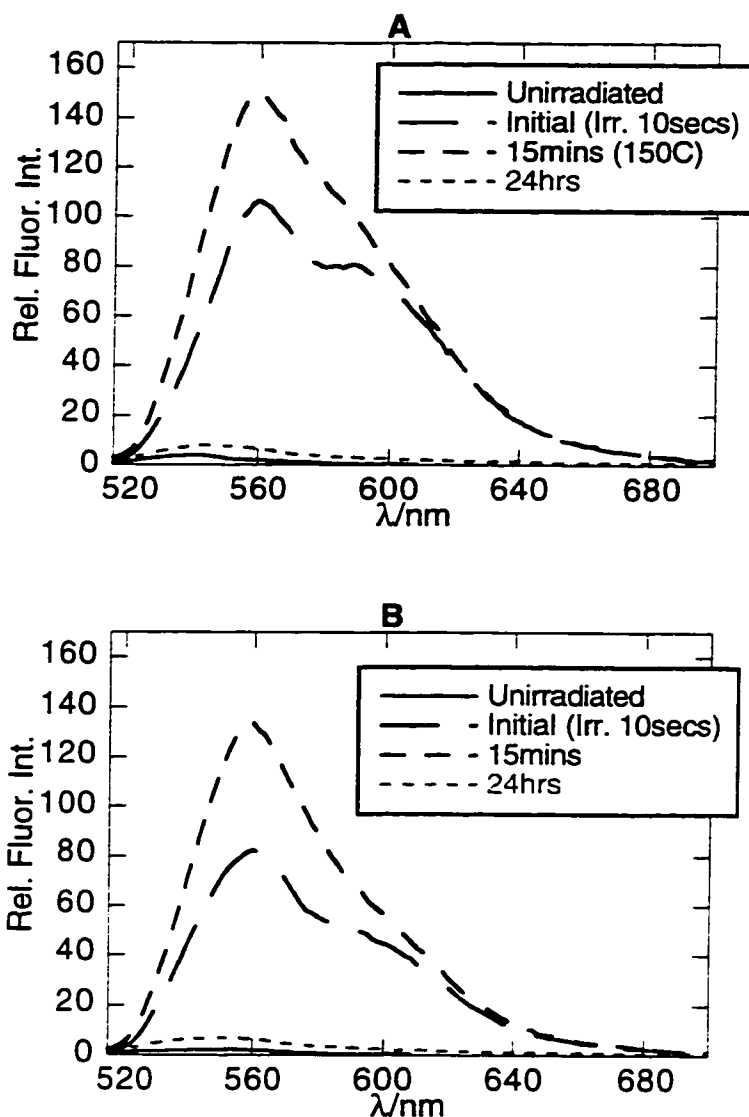 A
160
140
120
100
80
60
40
20
0
Rel. Fluor. Int.
Unirradiated
Initial (Irr. 10secs)
15mins (150C)
24hrs
520 560 600 640 680
λ/nm
B
160
140
120
100
80
60
40
20
0
Rel. Fluor. Int.
Unirradiated
Initial (Irr. 10secs)
15mins
24hrs
520 560 600 640 680
λ/nm